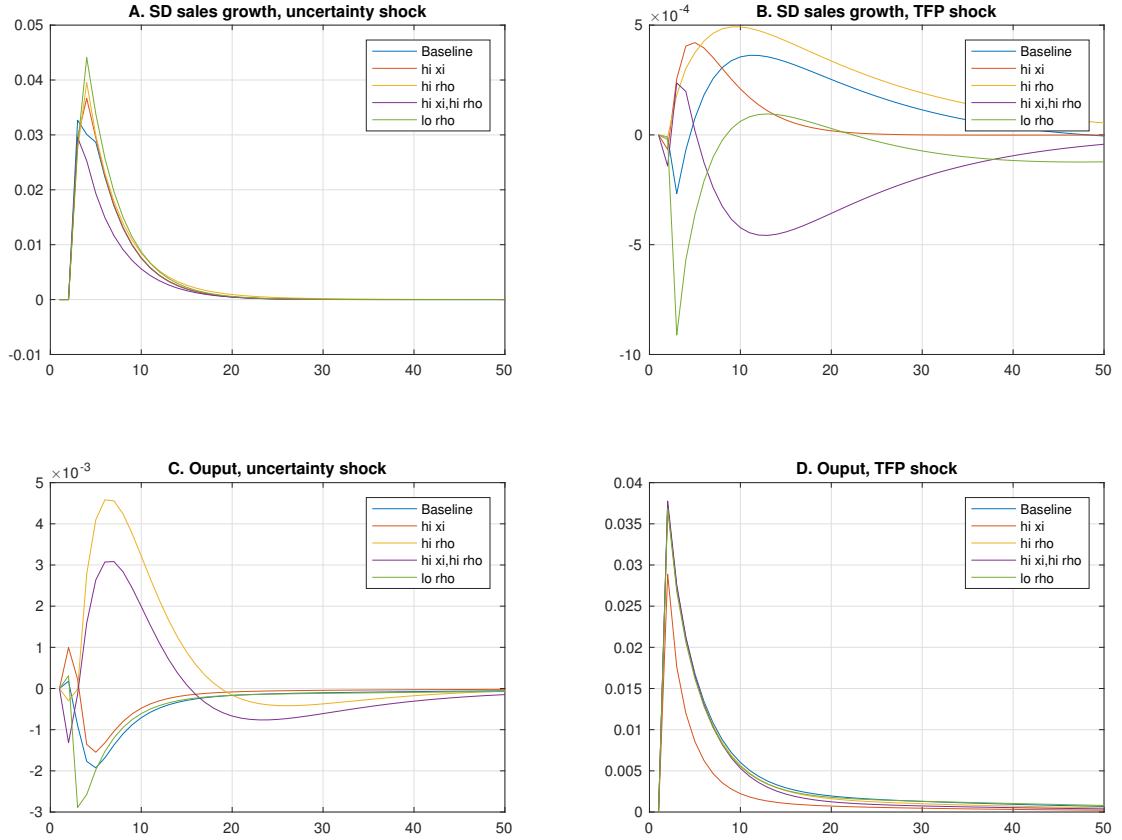 A. SD sales growth, uncertainty shock
0.05
0.04
0.03
0.02
0.01
0
-0.01
0 10 20 30 40 50
Baseline
hi xi
hi rho
hi xi,hi rho
lo rho
B. SD sales growth, TFP shock
×10-4
5
0
-5
-10
0 10 20 30 40 50
Baseline
hi xi
hi rho
hi xi,hi rho
lo rho
C. Ouput, uncertainty shock
×10-3
5
4
3
2
1
0
-1
-2
-3
0 10 20 30 40 50
Baseline
hi xi
hi rho
hi xi,hi rho
lo rho
D. Ouput, TFP shock
0.04
0.035
0.03
0.025
0.02
0.015
0.01
0.005
0
0 10 20 30 40 50
Baseline
hi xi
hi rho
hi xi,hi rho
lo rho